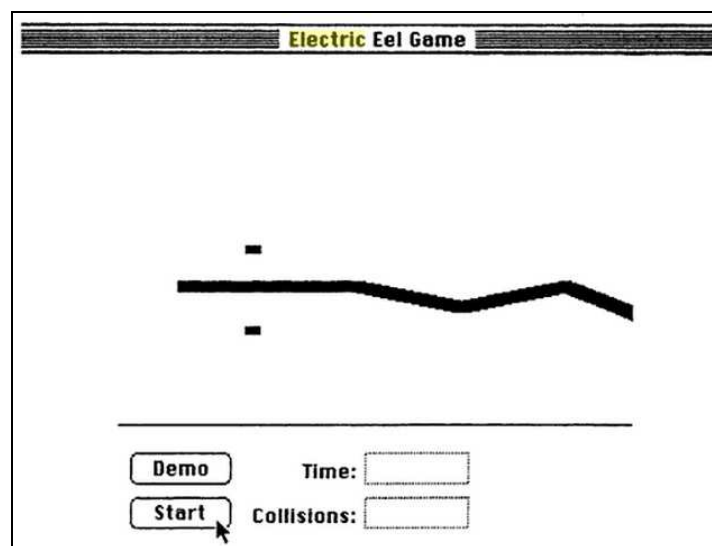 Electric Eel Game
Demo
Time:
Start
Collisions: